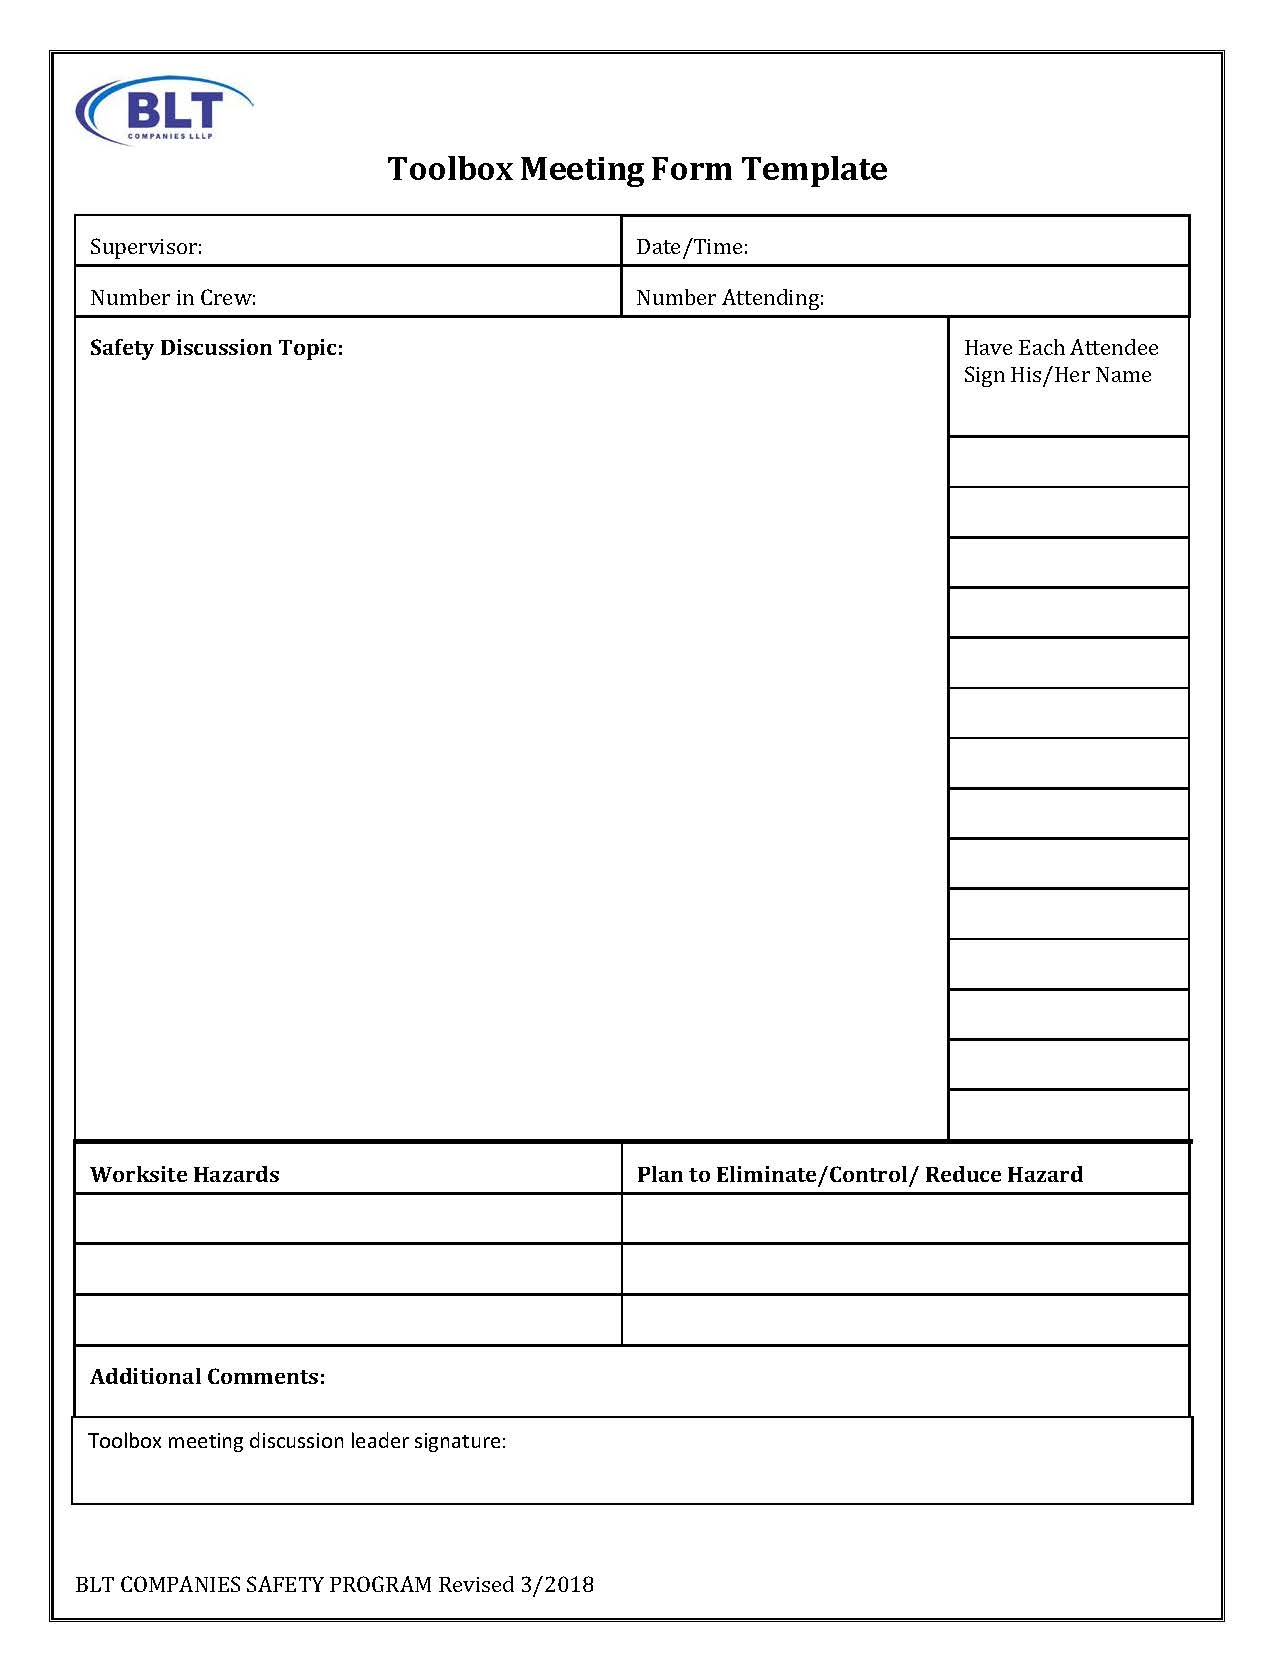 BLT
COMPANIES LLLP
Toolbox Meeting Form Template
Supervisor:
Date/Time:
Number in Crew:
Number Attending:
Safety Discussion Topic:
Have Each Attendee
Sign His/Her Name
Worksite Hazards
Plan to Eliminate/Control/ Reduce Hazard
Additional Comments:
Toolbox meeting discussion leader signature:
BLT COMPANIES SAFETY PROGRAM Revised 3/2018